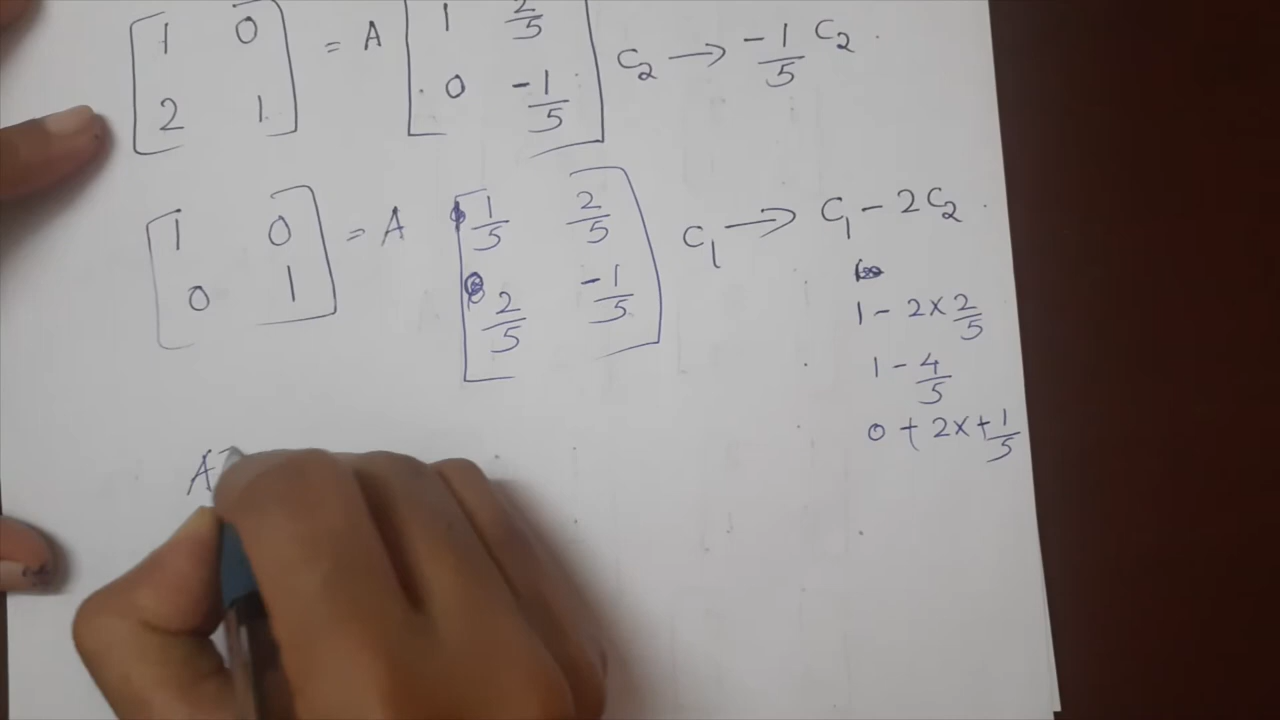 [1 0 = A [1 2/5 C₂ → -1/5 C₂.
2 1] 0 -1/5]
[1 0 = A [1/5 2/5 C₁ → C₁ - 2C₂.
0 1] 2/5 -1/5]
1 - 2×2/5
1 - 4/5
0 + 2×+1/5
A